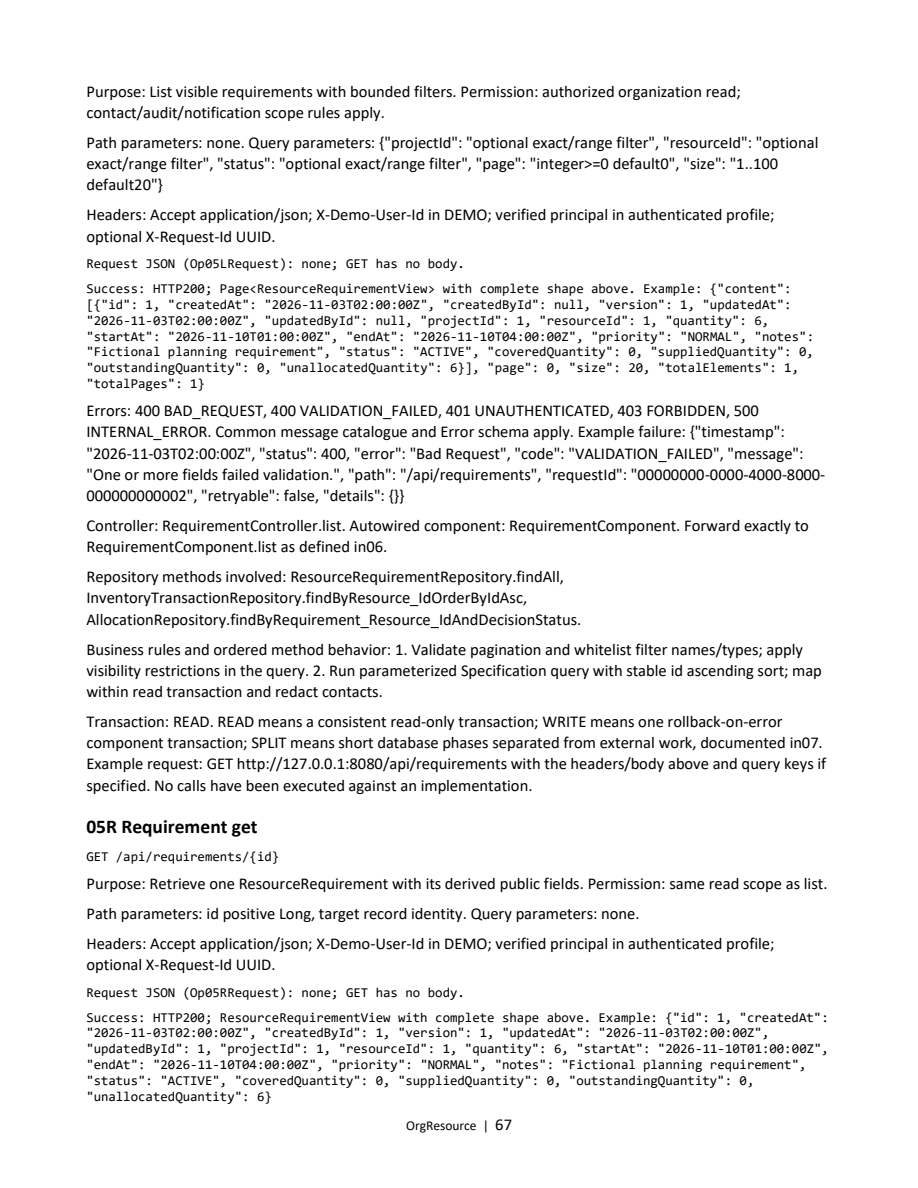 Purpose: List visible requirements with bounded filters. Permission: authorized organization read;
contact/audit/notification scope rules apply.
Path parameters: none. Query parameters: {"projectId": "optional exact/range filter", "resourceId": "optional
exact/range filter", "status": "optional exact/range filter", "page": "integer>=0 default0", "size": "1..100
default20"}
Headers: Accept application/json; X-Demo-User-Id in DEMO; verified principal in authenticated profile;
optional X-Request-Id UUID.
Request JSON (Op05LRequest): none; GET has no body.
Success: HTTP200; Page<ResourceRequirementView> with complete shape above. Example: {"content":
[{"id": 1, "createdAt": "2026-11-03T02:00:00Z", "createdById": null, "version": 1, "updatedAt":
"2026-11-03T02:00:00Z", "updatedById": null, "projectId": 1, "resourceId": 1, "quantity": 6,
"startAt": "2026-11-10T01:00:00Z", "endAt": "2026-11-10T04:00:00Z", "priority": "NORMAL", "notes":
"Fictional planning requirement", "status": "ACTIVE", "coveredQuantity": 0, "suppliedQuantity": 0,
"outstandingQuantity": 0, "unallocatedQuantity": 6}], "page": 0, "size": 20, "totalElements": 1,
"totalPages": 1}
Errors: 400 BAD_REQUEST, 400 VALIDATION_FAILED, 401 UNAUTHENTICATED, 403 FORBIDDEN, 500
INTERNAL_ERROR. Common message catalogue and Error schema apply. Example failure: {"timestamp":
"2026-11-03T02:00:00Z", "status": 400, "error": "Bad Request", "code": "VALIDATION_FAILED", "message":
"One or more fields failed validation.", "path": "/api/requirements", "requestId": "00000000-0000-4000-8000-
000000000002", "retryable": false, "details": {}}
Controller: RequirementController.list. Autowired component: RequirementComponent. Forward exactly to
RequirementComponent.list as defined in06.
Repository methods involved: ResourceRequirementRepository.findAll,
InventoryTransactionRepository.findByResource_IdOrderByIdAsc,
AllocationRepository.findByRequirement_Resource_IdAndDecisionStatus.
Business rules and ordered method behavior: 1. Validate pagination and whitelist filter names/types; apply
visibility restrictions in the query. 2. Run parameterized Specification query with stable id ascending sort; map
within read transaction and redact contacts.
Transaction: READ. READ means a consistent read-only transaction; WRITE means one rollback-on-error
component transaction; SPLIT means short database phases separated from external work, documented in07.
Example request: GET http://127.0.0.1:8080/api/requirements with the headers/body above and query keys if
specified. No calls have been executed against an implementation.
05R Requirement get
GET /api/requirements/{id}
Purpose: Retrieve one ResourceRequirement with its derived public fields. Permission: same read scope as list.
Path parameters: id positive Long, target record identity. Query parameters: none.
Headers: Accept application/json; X-Demo-User-Id in DEMO; verified principal in authenticated profile;
optional X-Request-Id UUID.
Request JSON (Op05RRequest): none; GET has no body.
Success: HTTP200; ResourceRequirementView with complete shape above. Example: {"id": 1, "createdAt":
"2026-11-03T02:00:00Z", "createdById": 1, "version": 1, "updatedAt": "2026-11-03T02:00:00Z",
"updatedById": 1, "projectId": 1, "resourceId": 1, "quantity": 6, "startAt": "2026-11-10T01:00:00Z",
"endAt": "2026-11-10T04:00:00Z", "priority": "NORMAL", "notes": "Fictional planning requirement",
"status": "ACTIVE", "coveredQuantity": 0, "suppliedQuantity": 0, "outstandingQuantity": 0,
"unallocatedQuantity": 6}
OrgResource | 67